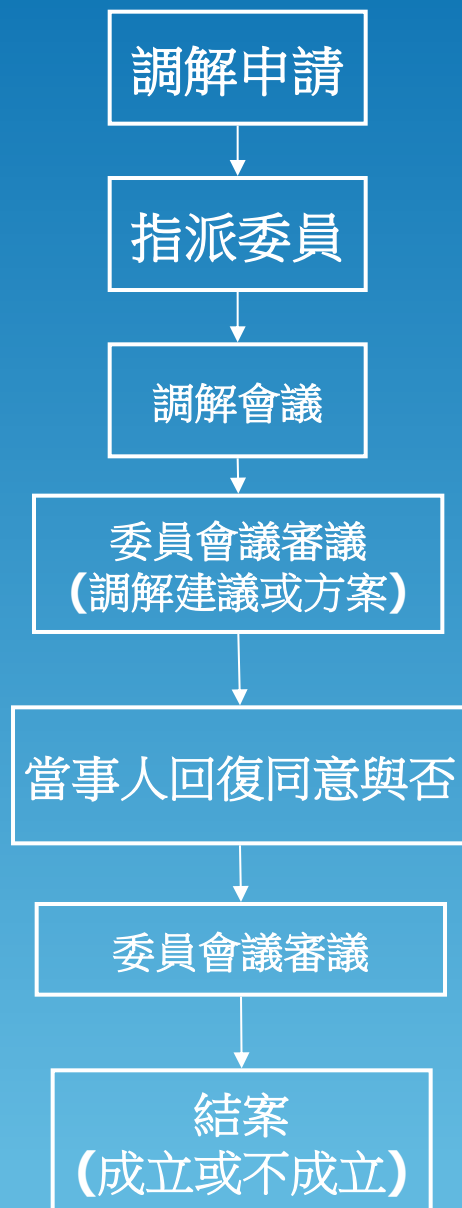 調解申請
指派委員
調解會議
委員會議審議
(調解建議或方案)
當事人回復同意與否
委員會議審議
結案
(成立或不成立)